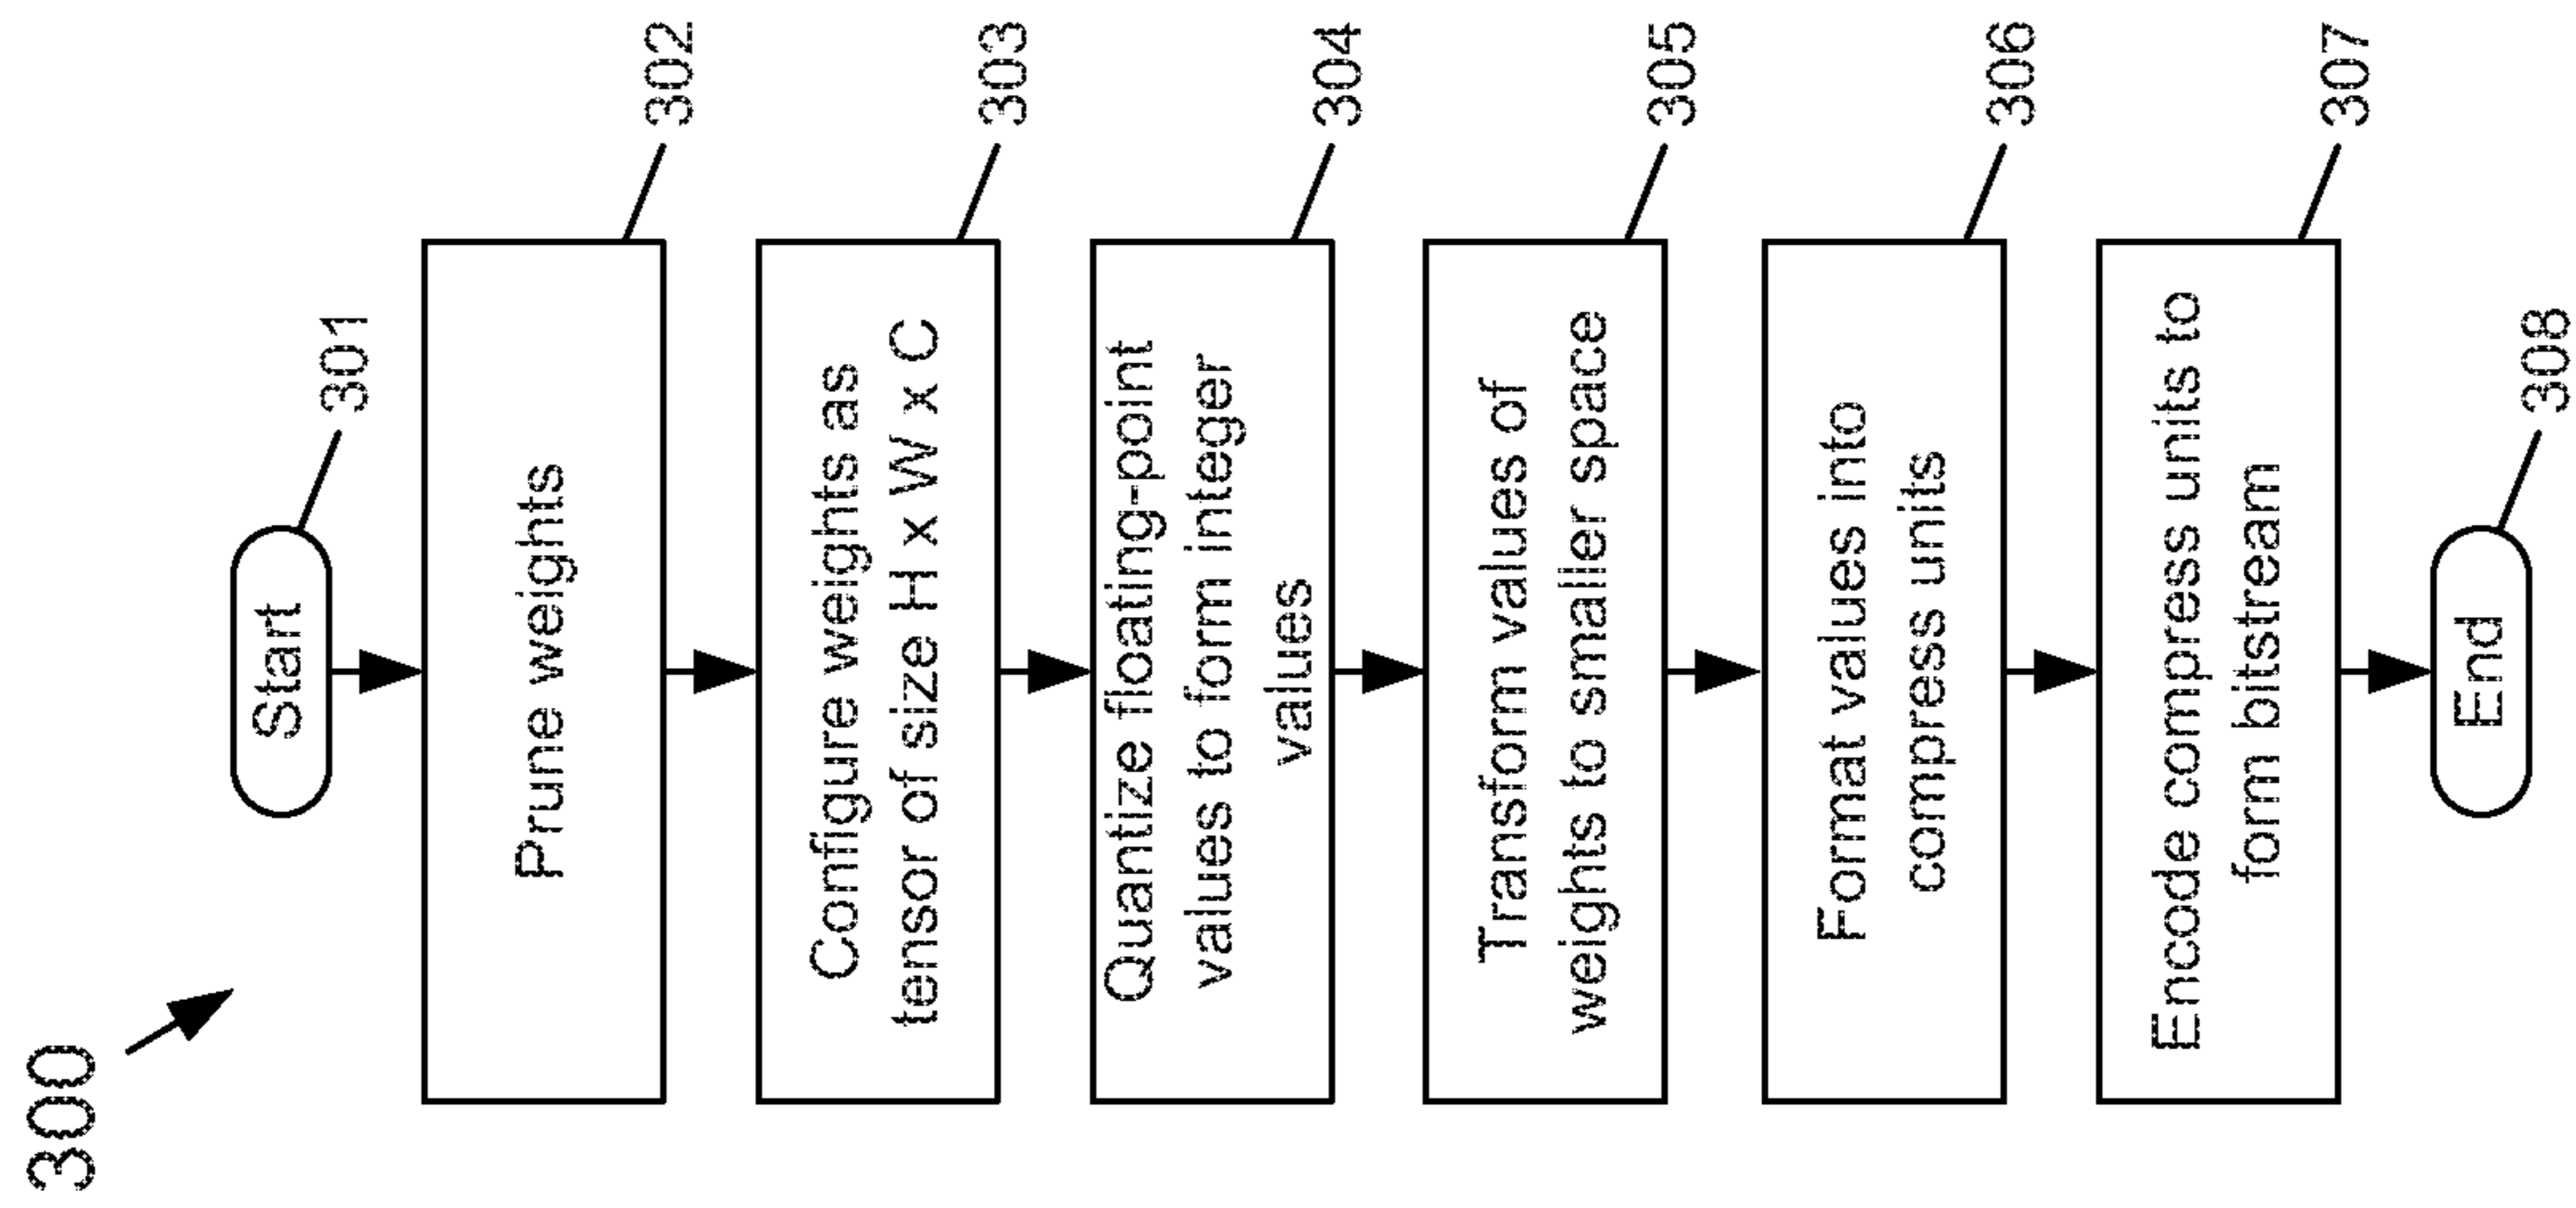 300
Start
301
Prune weights
302
Configure weights as
tensor of size H x W x C
303
Quantize floating-point
values to form integer
values
304
Transform values of
weights to smaller space
305
Format values into
compress units
306
Encode compress units to
form bitstream
307
End
308